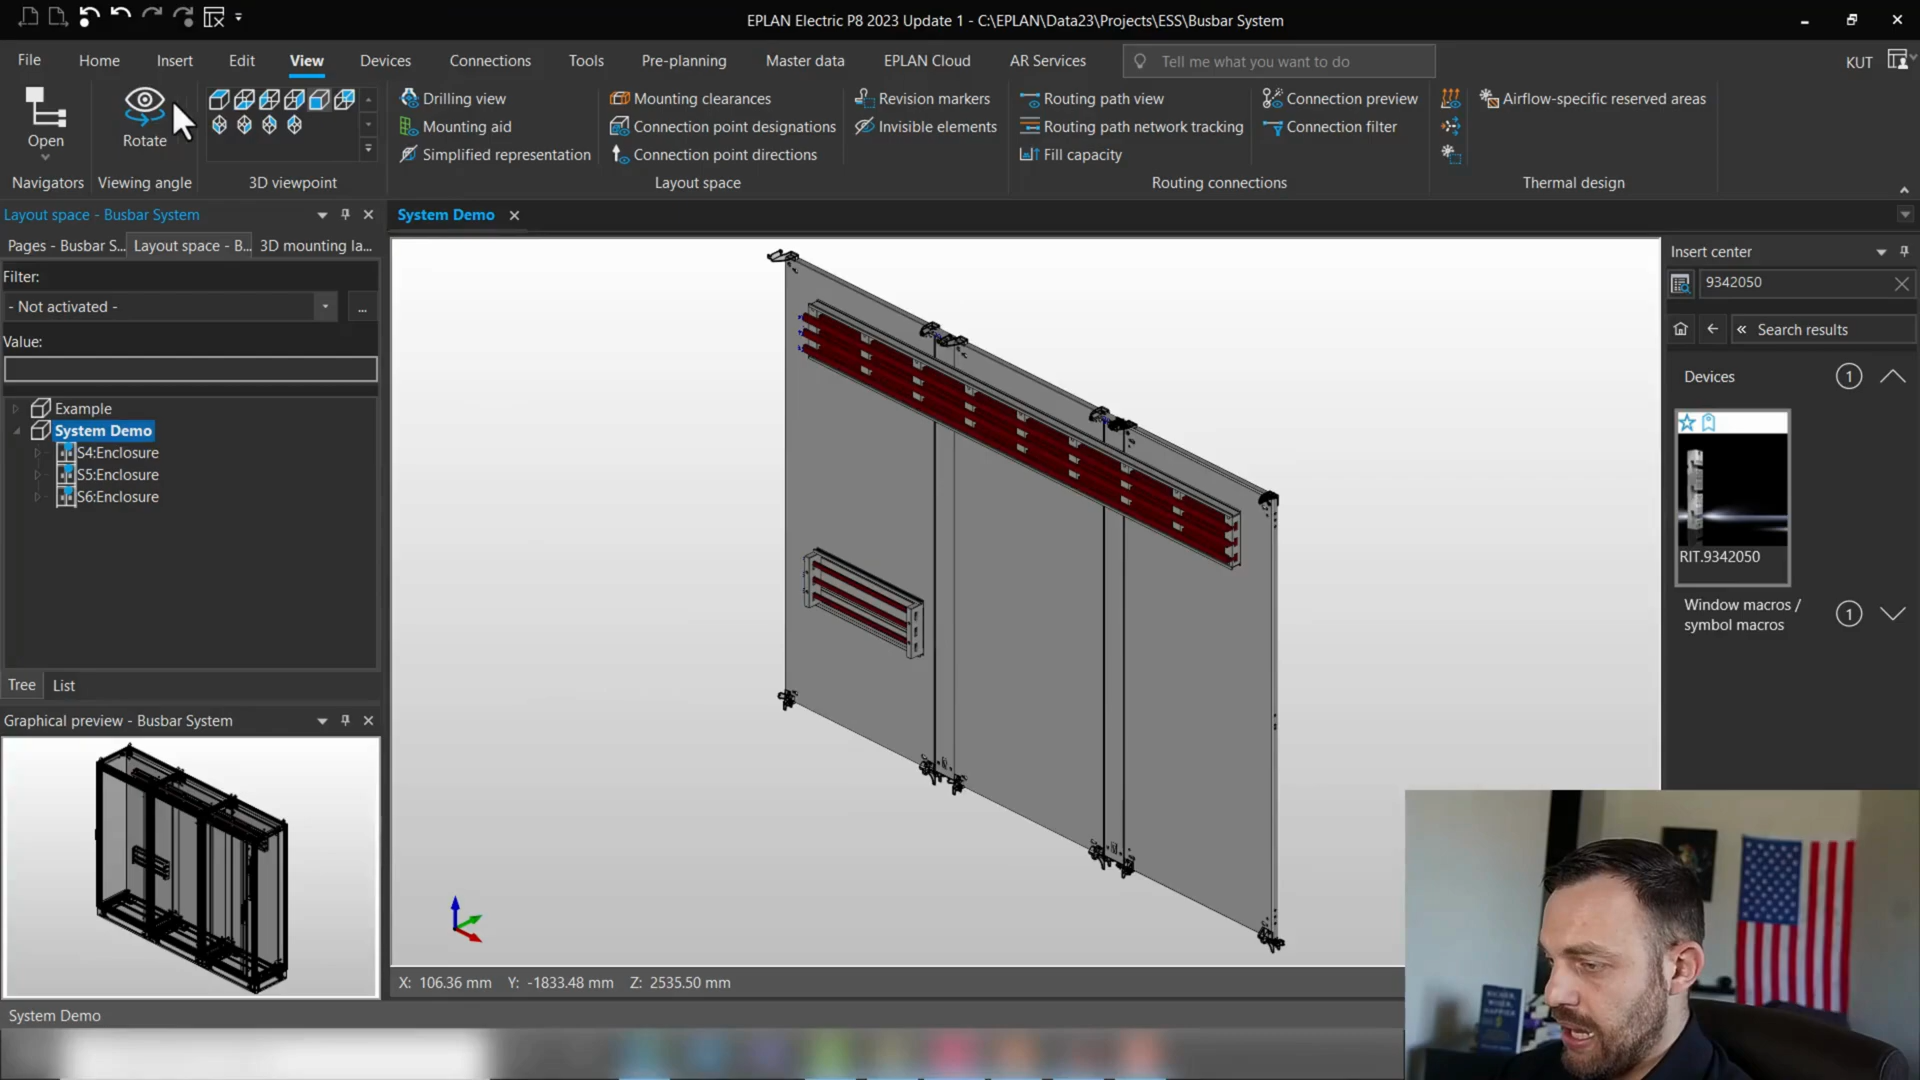 EPLAN Electric P8 2023 Update 1 - C:\EPLAN\Data23\Projects\ESS\Busbar System
File Home Insert Edit View Devices Connections Tools Pre-planning Master data EPLAN Cloud AR Services Tell me what you want to do KUT
Open
Rotate
Drilling view
Mounting aid
Simplified representation
Mounting clearances
Connection point designations
Connection point directions
Revision markers
Invisible elements
Routing path view
Routing path network tracking
Fill capacity
Connection preview
Connection filter
Airflow-specific reserved areas
Navigators Viewing angle 3D viewpoint Layout space Routing connections Thermal design
Layout space - Busbar System
Pages - Busbar S... Layout space - B... 3D mounting la...
Filter:
- Not activated -
...
Value:
Example
System Demo
S4:Enclosure
S5:Enclosure
S6:Enclosure
Tree List
Graphical preview - Busbar System
System Demo
System Demo
X: 106.36 mm Y: -1833.48 mm Z: 2535.50 mm
Insert center
9342050
« Search results
Devices 1
RIT.9342050
Window macros /
symbol macros
1